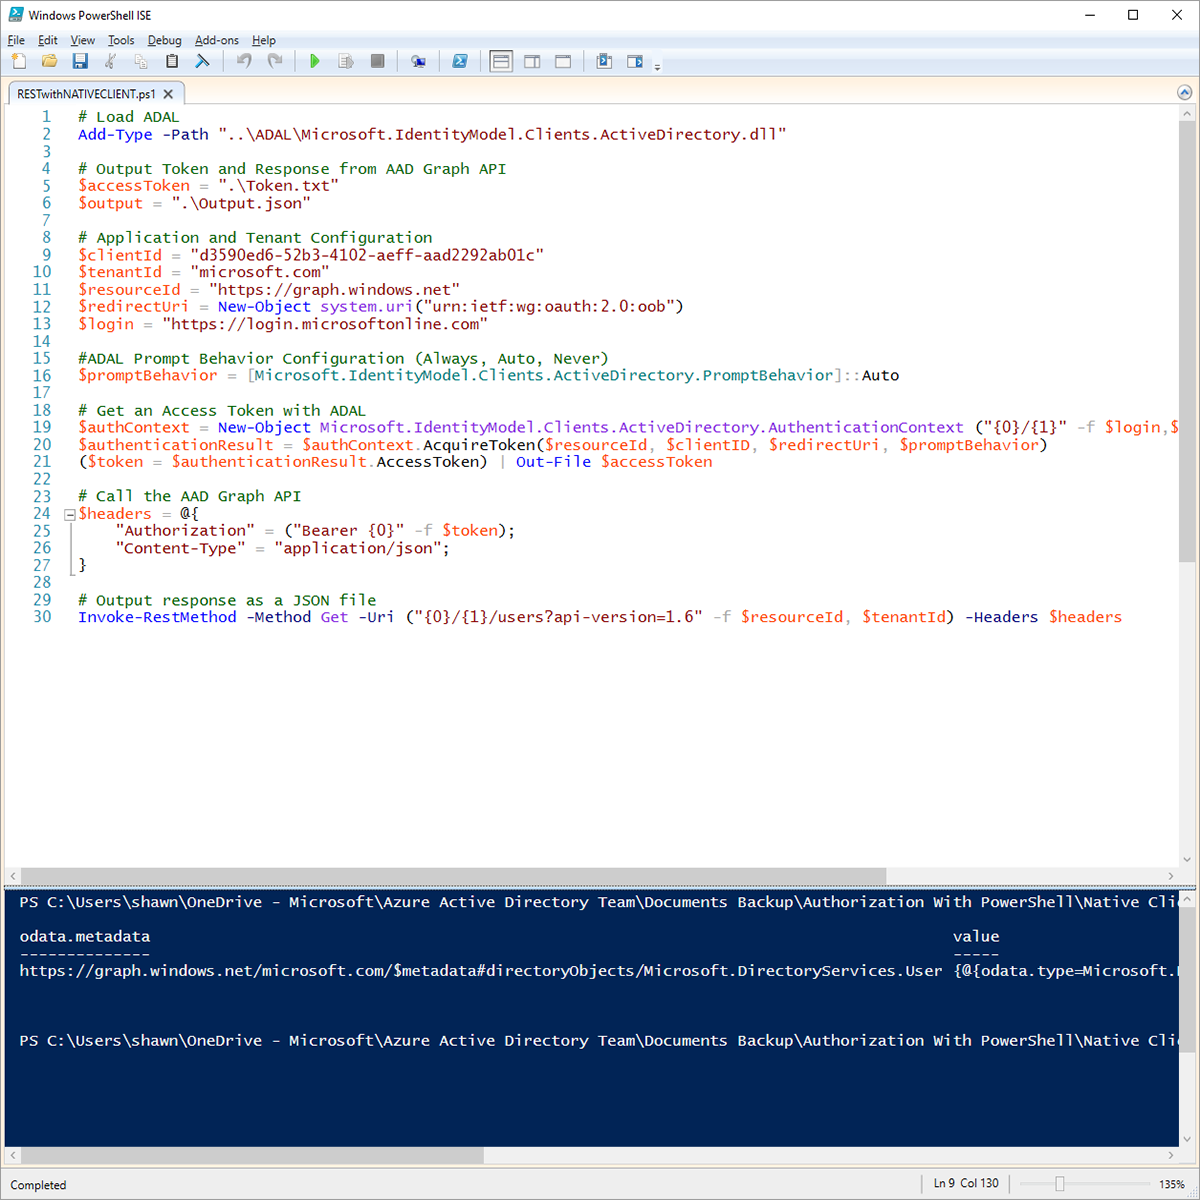 Windows PowerShell ISE
File Edit View Tools Debug Add-ons Help
RESTwithNATIVECLIENT.ps1
1 # Load ADAL
2 Add-Type -Path "..\ADAL\Microsoft.IdentityModel.Clients.ActiveDirectory.dll"
3
4 # Output Token and Response from AAD Graph API
5 $accessToken = ".\Token.txt"
6 $output = ".\Output.json"
7
8 # Application and Tenant Configuration
9 $clientId = "d3590ed6-52b3-4102-aeff-aad2292ab01c"
10 $tenantId = "microsoft.com"
11 $resourceId = "https://graph.windows.net"
12 $redirectUri = New-Object system.uri("urn:ietf:wg:oauth:2.0:oob")
13 $login = "https://login.microsoftonline.com"
14
15 #ADAL Prompt Behavior Configuration (Always, Auto, Never)
16 $promptBehavior = [Microsoft.IdentityModel.Clients.ActiveDirectory.PromptBehavior]::Auto
17
18 # Get an Access Token with ADAL
19 $authContext = New-Object Microsoft.IdentityModel.Clients.ActiveDirectory.AuthenticationContext ("{0}/{1}" -f $login,$
20 $authenticationResult = $authContext.AcquireToken($resourceId, $clientID, $redirectUri, $promptBehavior)
21 ($token = $authenticationResult.AccessToken) | Out-File $accessToken
22
23 # Call the AAD Graph API
24 $headers = @{
25 "Authorization" = ("Bearer {0}" -f $token);
26 "Content-Type" = "application/json";
27 }
28
29 # Output response as a JSON file
30 Invoke-RestMethod -Method Get -Uri ("{0}/{1}/users?api-version=1.6" -f $resourceId, $tenantId) -Headers $headers
PS C:\Users\shawn\OneDrive - Microsoft\Azure Active Directory Team\Documents Backup\Authorization With PowerShell\Native Clie
odata.metadata value
-------------- -----
https://graph.windows.net/microsoft.com/$metadata#directoryObjects/Microsoft.DirectoryServices.User {@{odata.type=Microsoft.
PS C:\Users\shawn\OneDrive - Microsoft\Azure Active Directory Team\Documents Backup\Authorization With PowerShell\Native Clie
Completed Ln 9 Col 130 135%